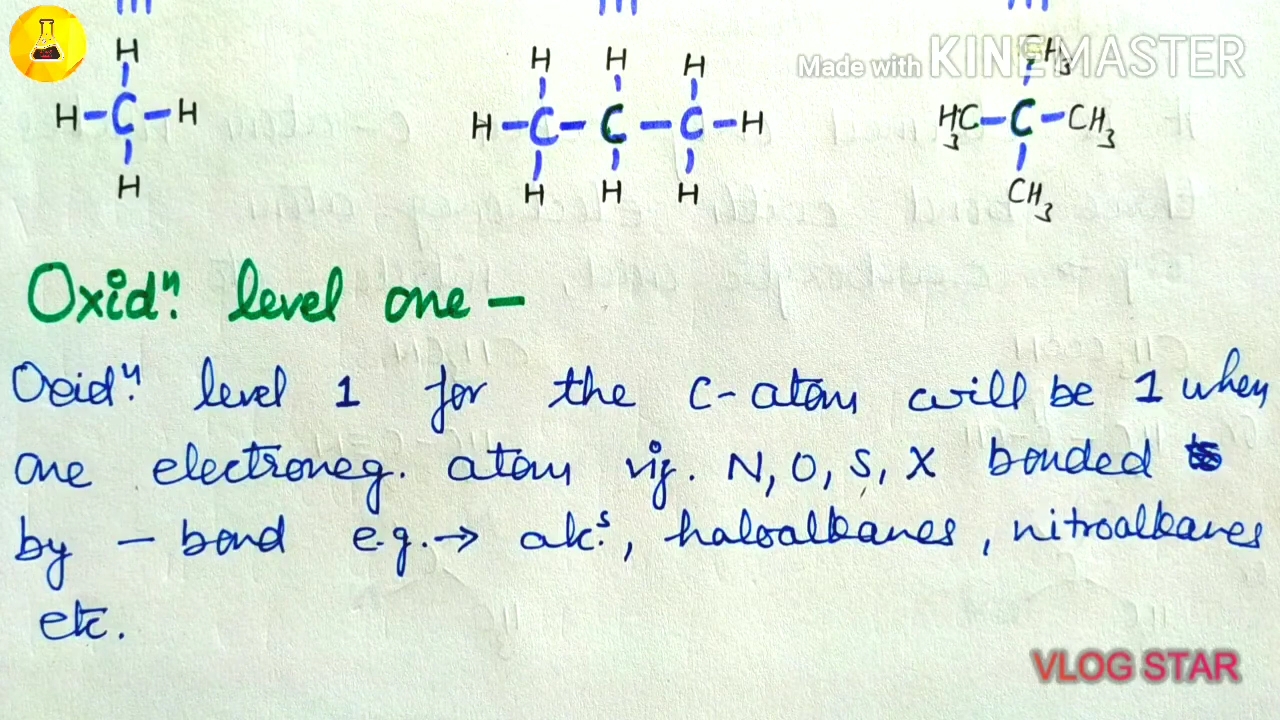 Made with KINEMASTER
H H H H CH3
H-C-H H-C-C-C-H H3C-C-CH3
H H H H CH3
Oxidn. level one -
Oxidn. level 1 for the C-atom will be 1 when
one electroneg. atom viz. N, O, S, X bonded
by - bond e.g. → alc.s, haloalkanes, nitroalkanes
etc.
VLOG STAR